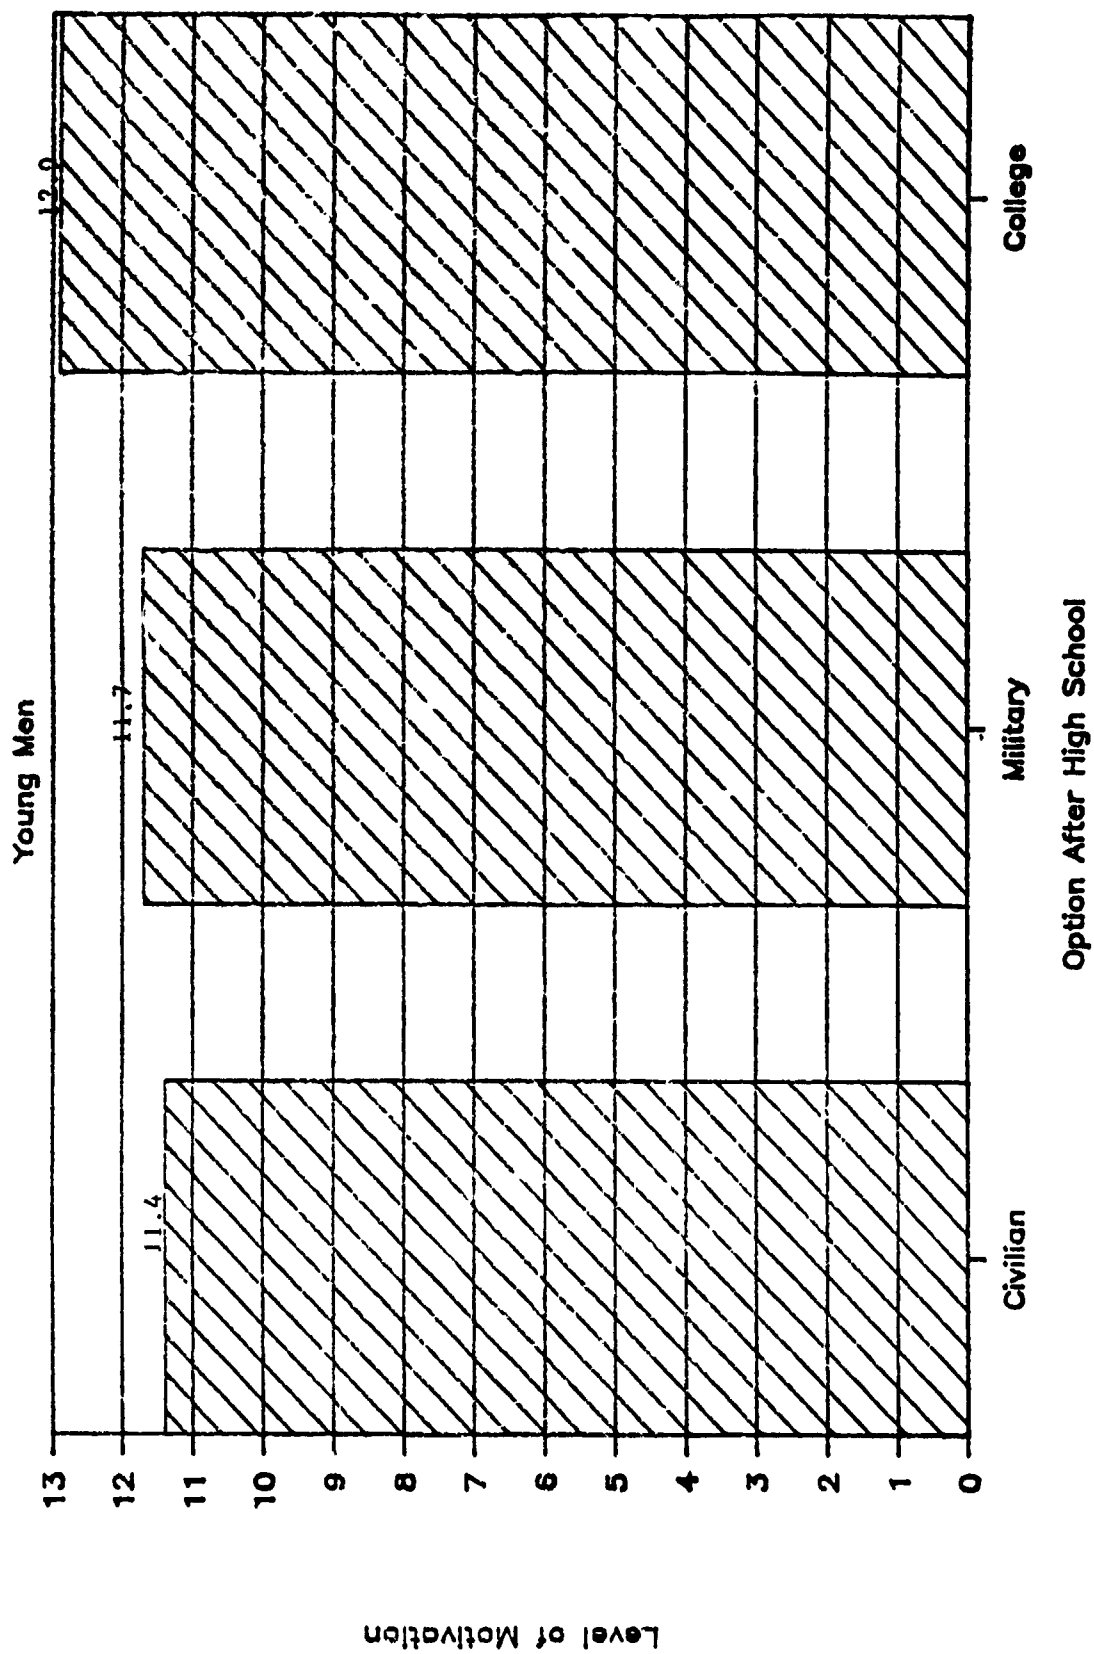 Young Men
Level of Motivation
13
12
11
10
9
8
7
6
5
4
3
2
1
0
11.4
11.7
12.9
Civilian
Military
College
Option After High School